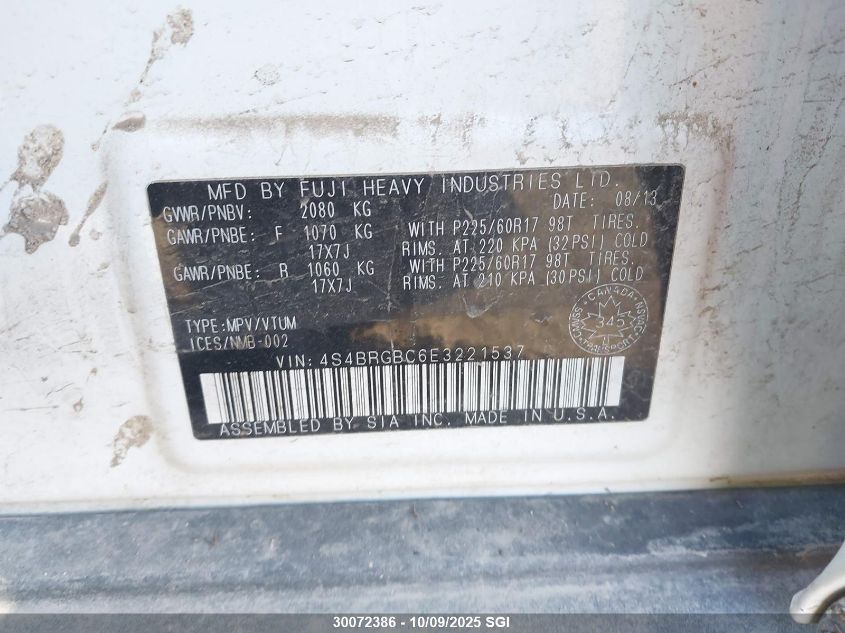 MFD BY FUJI HEAVY INDUSTRIES LTD.
GVWR/PNBV: 2080 KG DATE: 08/13
GAWR/PNBE: F 1070 KG WITH P225/60R17 98T TIRES.
17X7J RIMS. AT 220 KPA (32PSI) COLD
GAWR/PNBE: R 1060 KG WITH P225/60R17 98T TIRES.
17X7J RIMS. AT 210 KPA (30PSI) COLD
TYPE:MPV/VTUM
ICES/NMB-002
CANADA
345
TRANSPORT
VIN: 4S4BRGBC6E3221537
ASSEMBLED BY SIA INC. MADE IN U.S.A.
30072386 - 10/09/2025 SGI